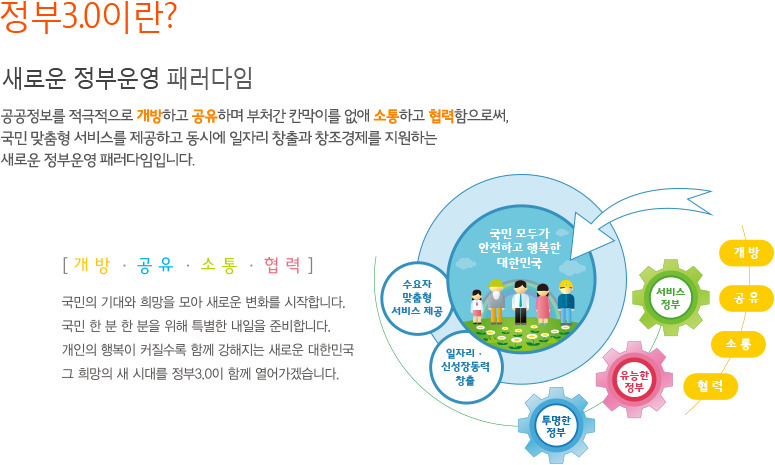 정부3.0이란?
새로운 정부운영 패러다임
공공정보를 적극적으로 개방하고 공유하며 부처간 칸막이를 없애 소통하고 협력함으로써,
국민 맞춤형 서비스를 제공하고 동시에 일자리 창출과 창조경제를 지원하는
새로운 정부운영 패러다임입니다.
[ 개 방 · 공 유 · 소 통 · 협 력 ]
국민의 기대와 희망을 모아 새로운 변화를 시작합니다.
국민 한 분 한 분을 위해 특별한 내일을 준비합니다.
개인의 행복이 커질수록 함께 강해지는 새로운 대한민국
그 희망의 새 시대를 정부3.0이 함께 열어가겠습니다.
국민 모두가
안전하고 행복한
대한민국
수요자
맞춤형
서비스 제공
일자리 ·
신성장동력
창출
서비스
정부
유능한
정부
투명한
정부
개 방
공 유
소 통
협 력